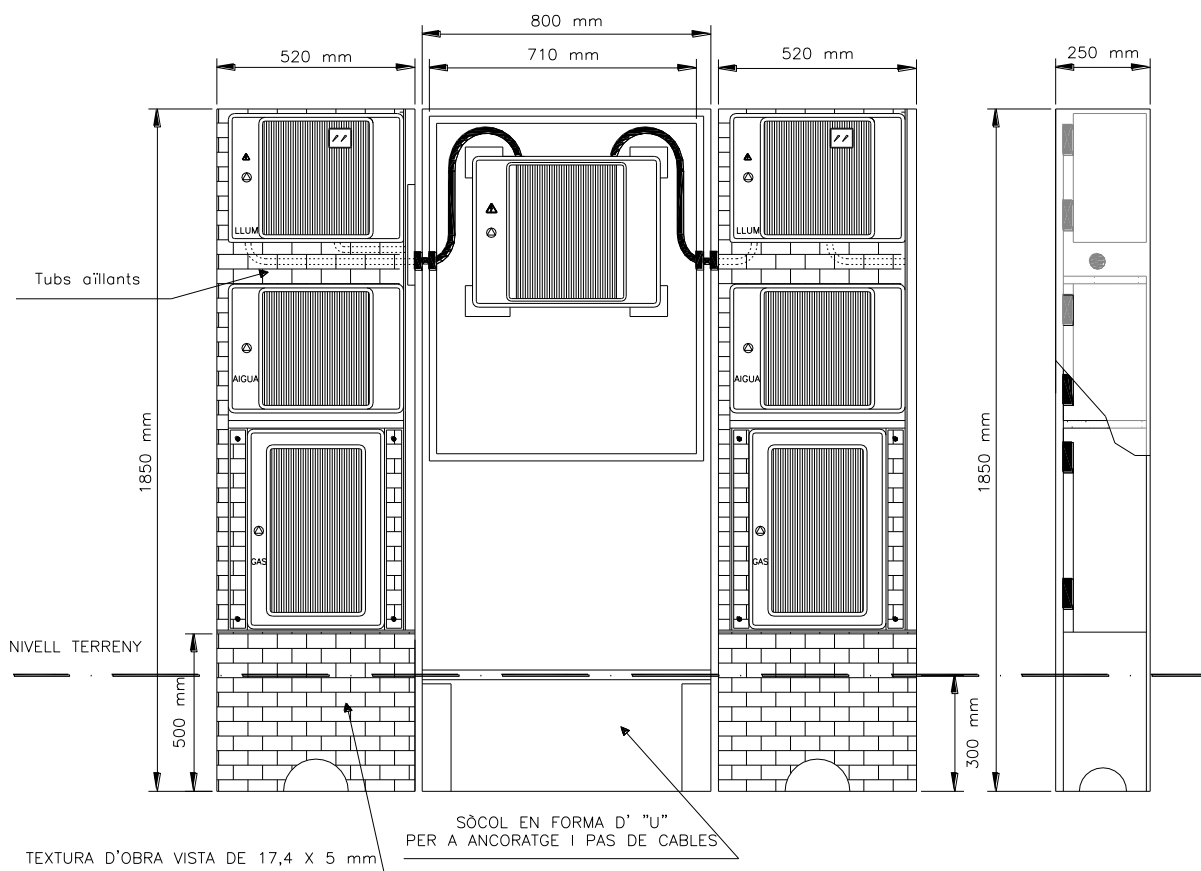 800 mm
520 mm
710 mm
520 mm
250 mm
LLUM
LLUM
Tubs aïllants
AIGUA
AIGUA
1850 mm
1850 mm
GAS
GAS
NIVELL TERRENY
500 mm
300 mm
SÒCOL EN FORMA D' "U"
PER A ANCORATGE I PAS DE CABLES
TEXTURA D'OBRA VISTA DE 17,4 X 5 mm